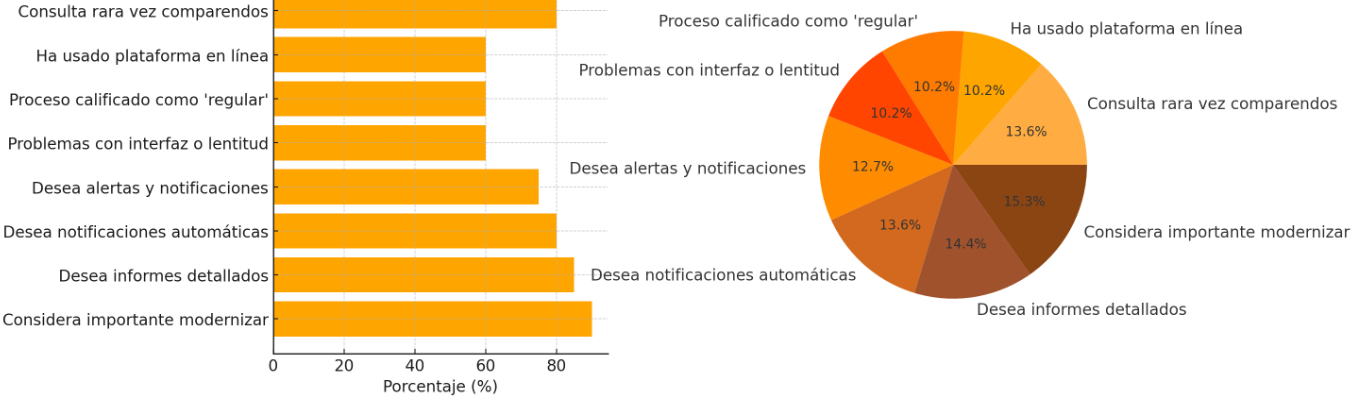 Consulta rara vez comparendos
Ha usado plataforma en línea
Proceso calificado como 'regular'
Problemas con interfaz o lentitud
Desea alertas y notificaciones
Desea notificaciones automáticas
Desea informes detallados
Considera importante modernizar
0 20 40 60 80
Porcentaje (%)
Proceso calificado como 'regular'
Ha usado plataforma en línea
Problemas con interfaz o lentitud
Consulta rara vez comparendos
Desea alertas y notificaciones
Considera importante modernizar
Desea notificaciones automáticas
Desea informes detallados
10.2%
10.2%
10.2%
13.6%
12.7%
15.3%
13.6%
14.4%